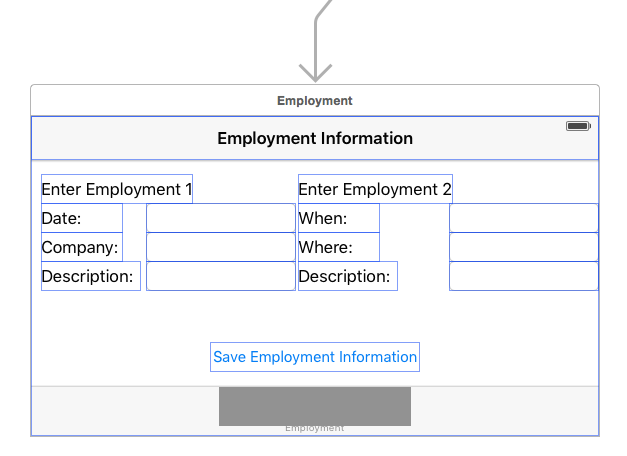 Employment
Employment Information
Enter Employment 1 Enter Employment 2
Date: When:
Company: Where:
Description: Description:
Save Employment Information
Employment